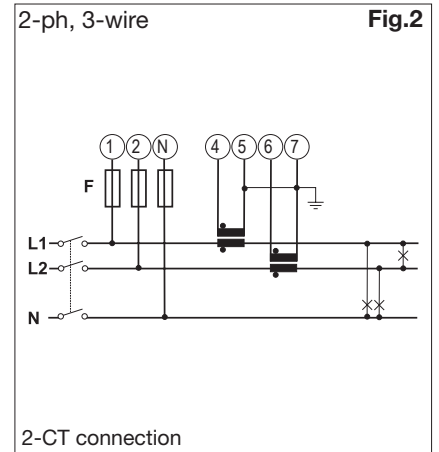 2-ph, 3-wire Fig.2
1 2 N 4 5 6 7
F
L1
L2
N
2-CT connection